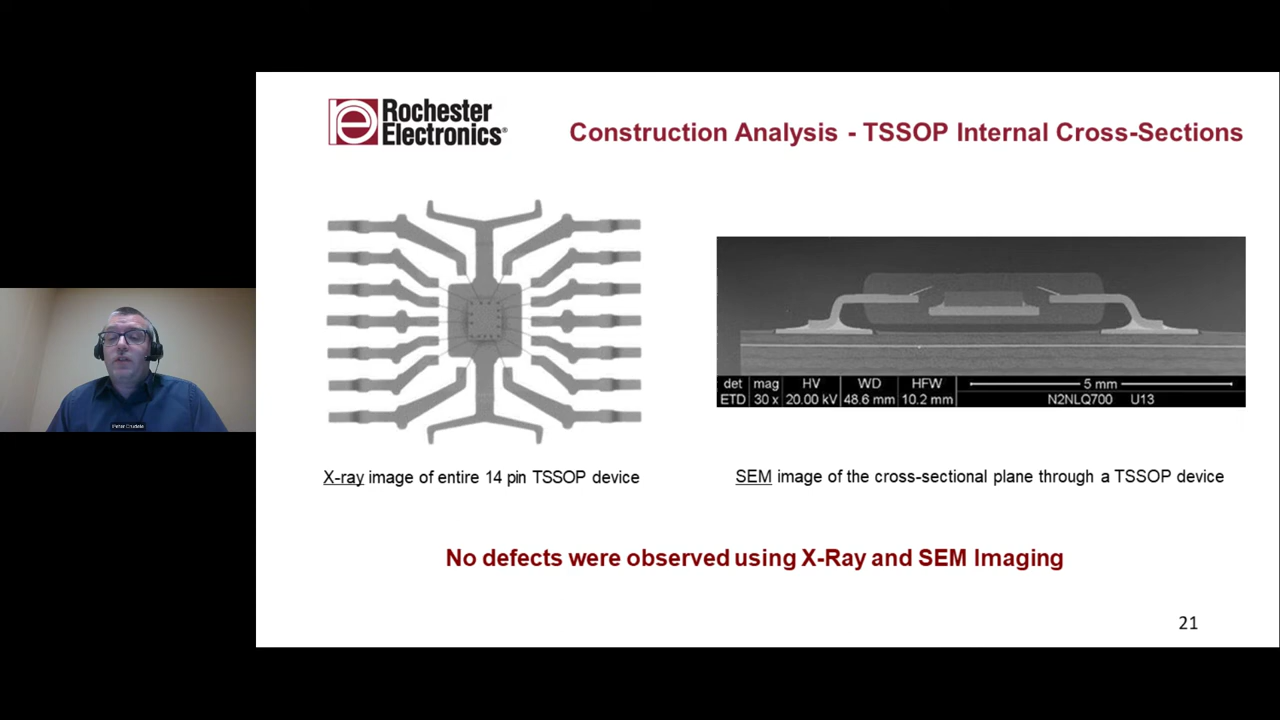 Rochester
Electronics®
Construction Analysis - TSSOP Internal Cross-Sections
det mag HV WD HFW 5 mm
ETD 30 x 20.00 kV 48.6 mm 10.2 mm N2NLQ700 U13
X-ray image of entire 14 pin TSSOP device
SEM image of the cross-sectional plane through a TSSOP device
No defects were observed using X-Ray and SEM Imaging
21
Peter